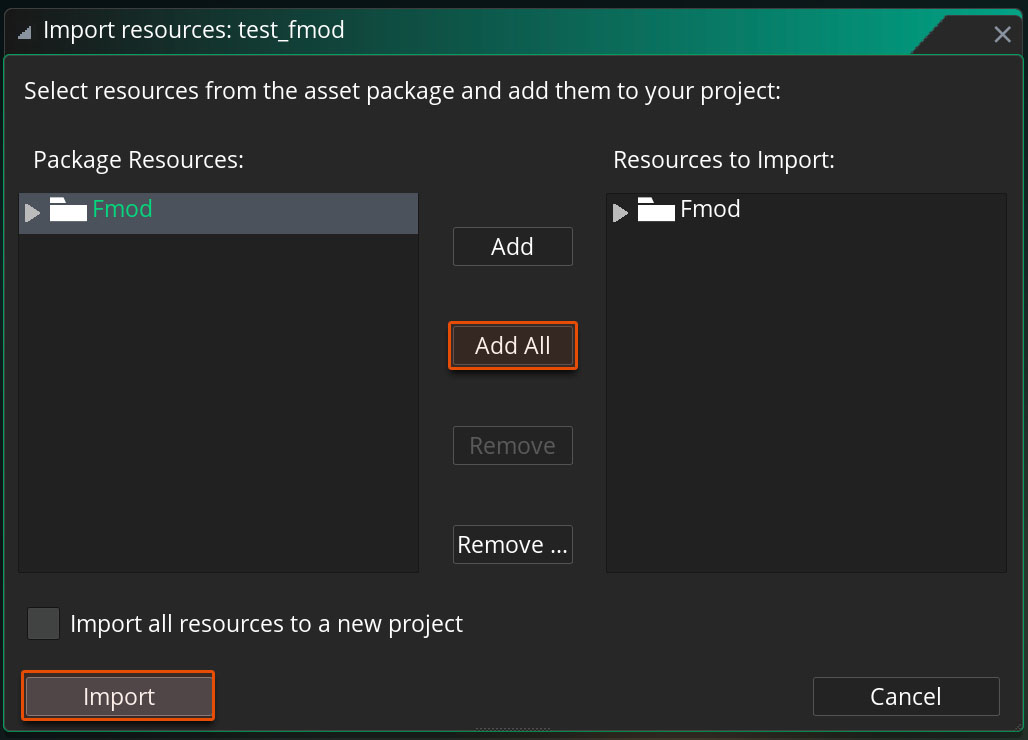 Import resources: test_fmod
Select resources from the asset package and add them to your project:
Package Resources:
Resources to Import:
Fmod
Fmod
Add
Add All
Remove
Remove ...
Import all resources to a new project
Import
Cancel